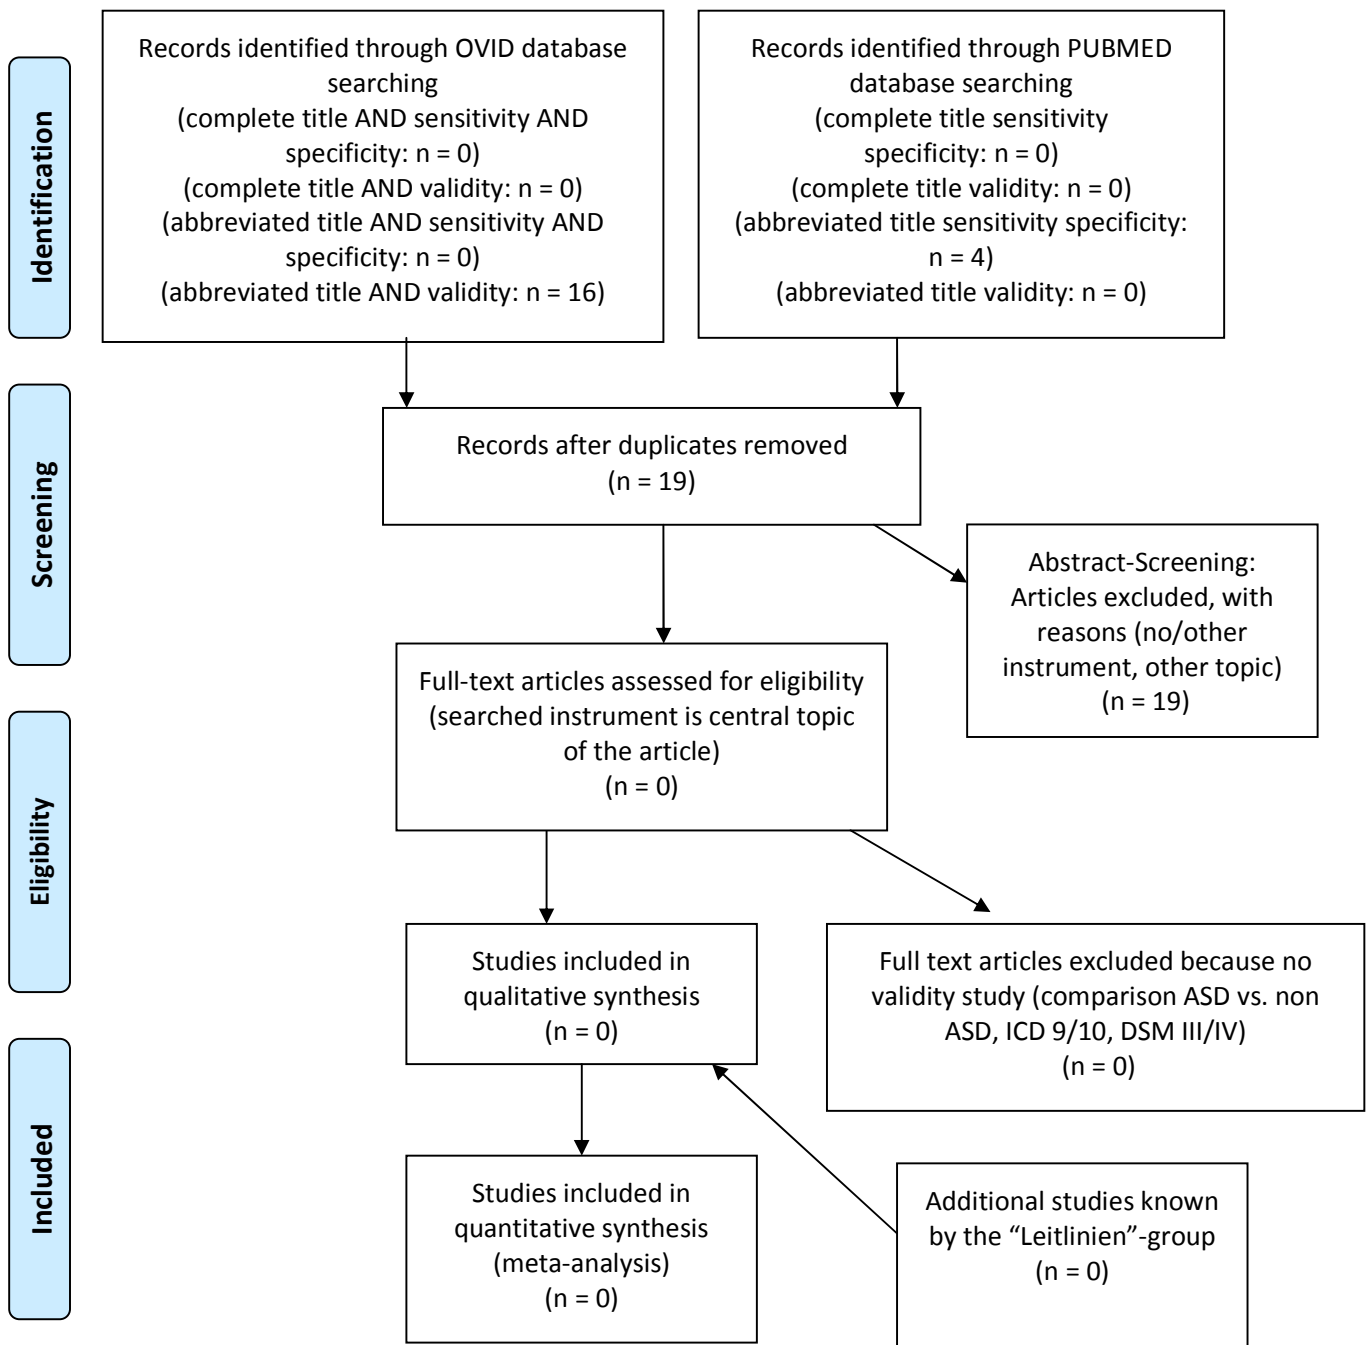 Records identified through OVID database
searching
(complete title AND sensitivity AND
specificity: n = 0)
(complete title AND validity: n = 0)
(abbreviated title AND sensitivity AND
specificity: n = 0)
(abbreviated title AND validity: n = 16)
Records identified through PUBMED
database searching
(complete title sensitivity
specificity: n = 0)
(complete title validity: n = 0)
(abbreviated title sensitivity specificity:
n = 4)
(abbreviated title validity: n = 0)
Identification
Screening
Records after duplicates removed
(n = 19)
Abstract-Screening:
Articles excluded, with
reasons (no/other
instrument, other topic)
(n = 19)
Full-text articles assessed for eligibility
(searched instrument is central topic
of the article)
(n = 0)
Eligibility
Studies included in
qualitative synthesis
(n = 0)
Full text articles excluded because no
validity study (comparison ASD vs. non
ASD, ICD 9/10, DSM III/IV)
(n = 0)
Included
Studies included in
quantitative synthesis
(meta-analysis)
(n = 0)
Additional studies known
by the “Leitlinien”-group
(n = 0)